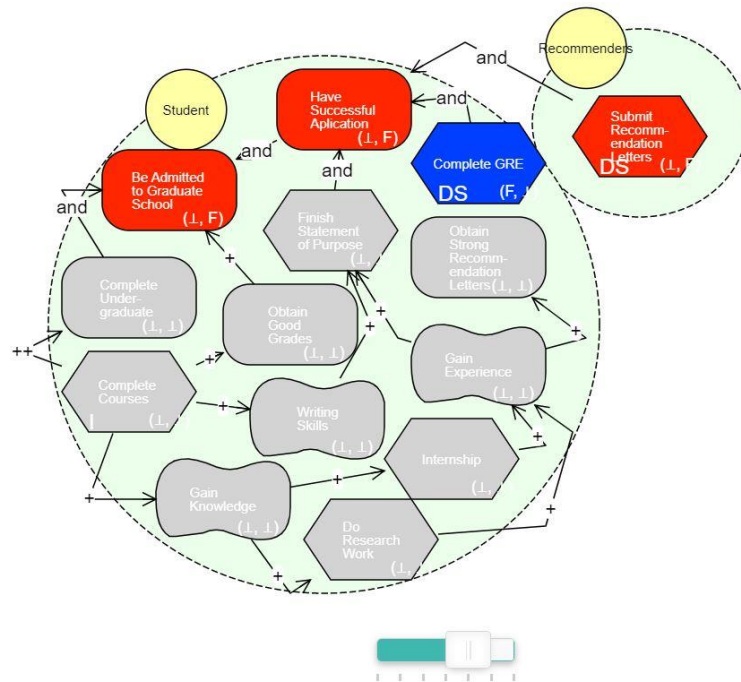 Recommenders
and
Student
Have
Successful
Aplication
(⊥, F)
and
Submit
Recomm-
endation
Letters
DS
and
Complete GRE
DS
(F,
Be Admitted
to Graduate
School
(⊥, F)
and
and
Finish
Statement
of Purpose
(⊥,
Obtain
Strong
Recomm-
endation
Letters
(⊥, ⊥)
+
Complete
Under-
graduate
(⊥, ⊥)
Obtain
Good
Grades
(⊥, ⊥)
+
+
+
++
+
Gain
Experience
(⊥, ⊥)
Complete
Courses
I
(⊥,
+
Writing
Skills
(⊥, ⊥)
+
Internship
(⊥,
+
Gain
Knowledge
(⊥, ⊥)
+
+
Do
Research
Work
(⊥,
+